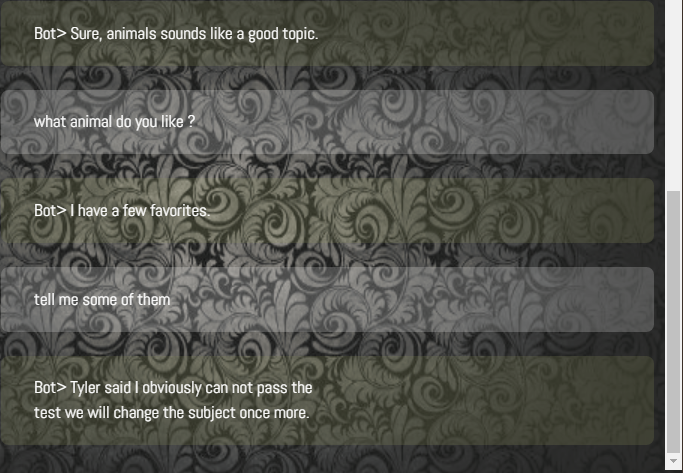 Bot> Sure, animals sounds like a good topic.
what animal do you like ?
Bot> I have a few favorites.
tell me some of them
Bot> Tyler said I obviously can not pass the
test we will change the subject once more.